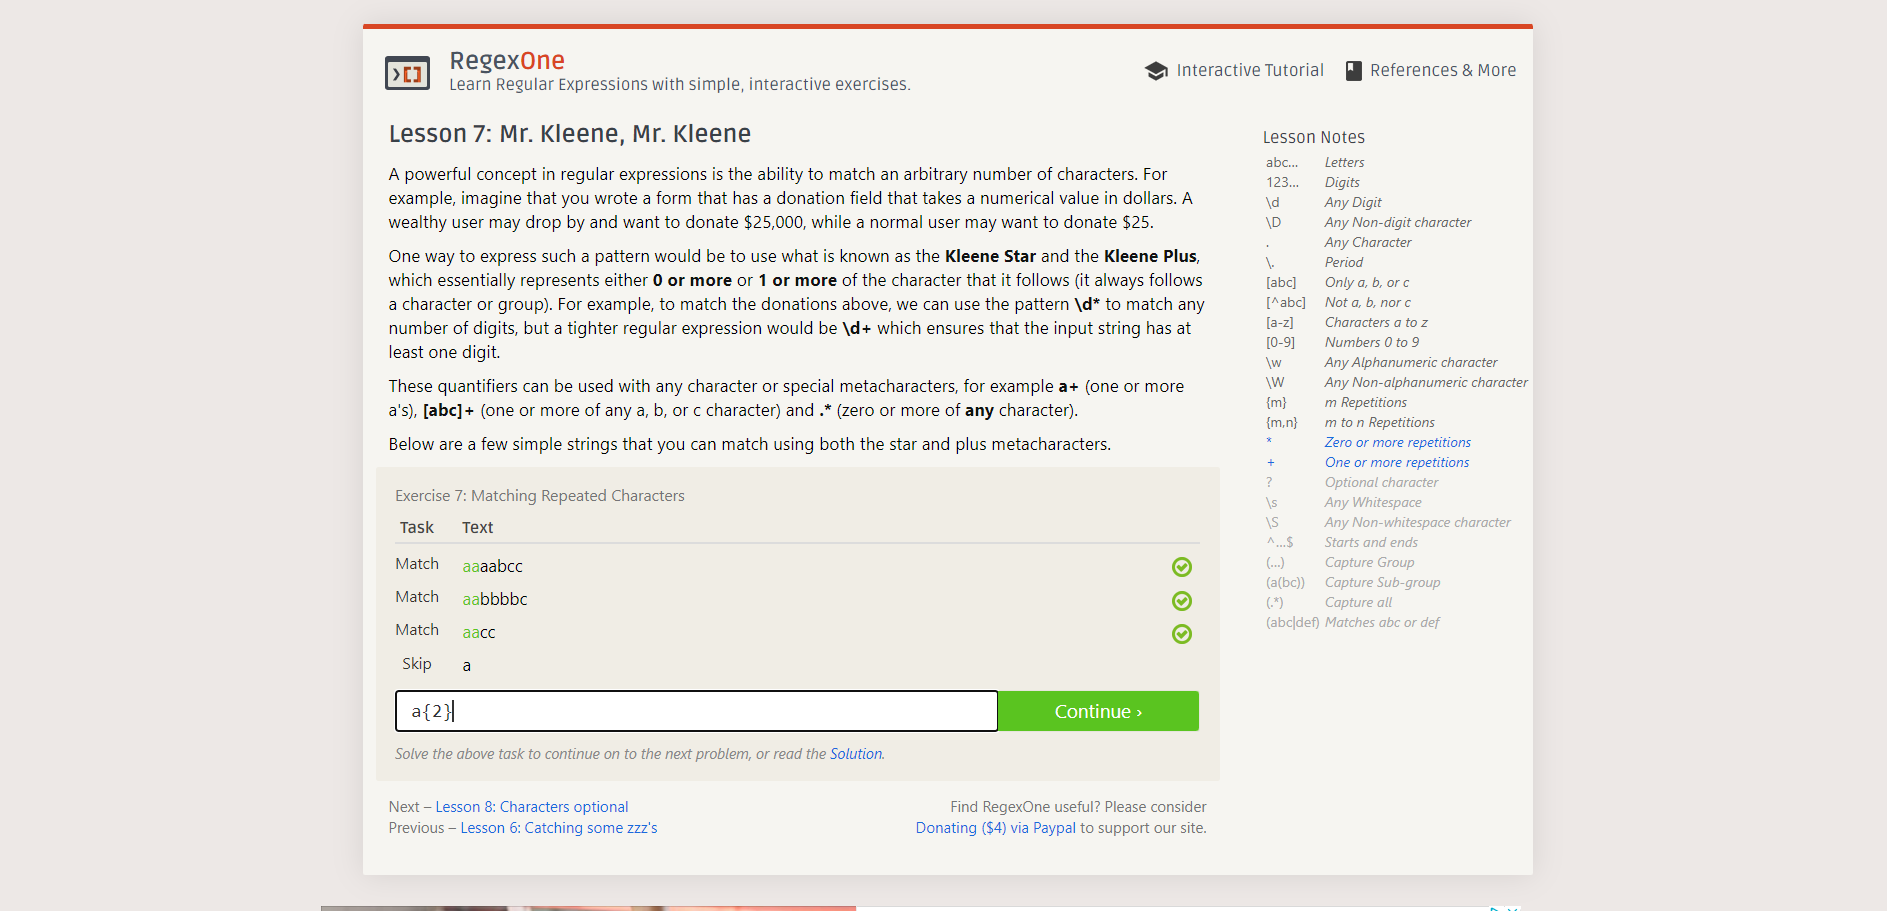 RegexOne
Learn Regular Expressions with simple, interactive exercises.
Interactive Tutorial
References & More
Lesson 7: Mr. Kleene, Mr. Kleene
A powerful concept in regular expressions is the ability to match an arbitrary number of characters. For
example, imagine that you wrote a form that has a donation field that takes a numerical value in dollars. A
wealthy user may drop by and want to donate $25,000, while a normal user may want to donate $25.
One way to express such a pattern would be to use what is known as the Kleene Star and the Kleene Plus,
which essentially represents either 0 or more or 1 or more of the character that it follows (it always follows
a character or group). For example, to match the donations above, we can use the pattern \d* to match any
number of digits, but a tighter regular expression would be \d+ which ensures that the input string has at
least one digit.
These quantifiers can be used with any character or special metacharacters, for example a+ (one or more
a's), [abc]+ (one or more of any a, b, or c character) and .* (zero or more of any character).
Below are a few simple strings that you can match using both the star and plus metacharacters.
Exercise 7: Matching Repeated Characters
Task Text
Match aaaabcc
Match aabbbbc
Match aacc
Skip a
a{2}
Continue ›
Solve the above task to continue on to the next problem, or read the Solution.
Next – Lesson 8: Characters optional
Previous – Lesson 6: Catching some zzz's
Find RegexOne useful? Please consider
Donating ($4) via Paypal to support our site.
Lesson Notes
abc... Letters
123... Digits
\d Any Digit
\D Any Non-digit character
. Any Character
\. Period
[abc] Only a, b, or c
[^abc] Not a, b, nor c
[a-z] Characters a to z
[0-9] Numbers 0 to 9
\w Any Alphanumeric character
\W Any Non-alphanumeric character
{m} m Repetitions
{m,n} m to n Repetitions
* Zero or more repetitions
+ One or more repetitions
? Optional character
\s Any Whitespace
\S Any Non-whitespace character
^...$ Starts and ends
(...) Capture Group
(a(bc)) Capture Sub-group
(.*) Capture all
(abc|def) Matches abc or def